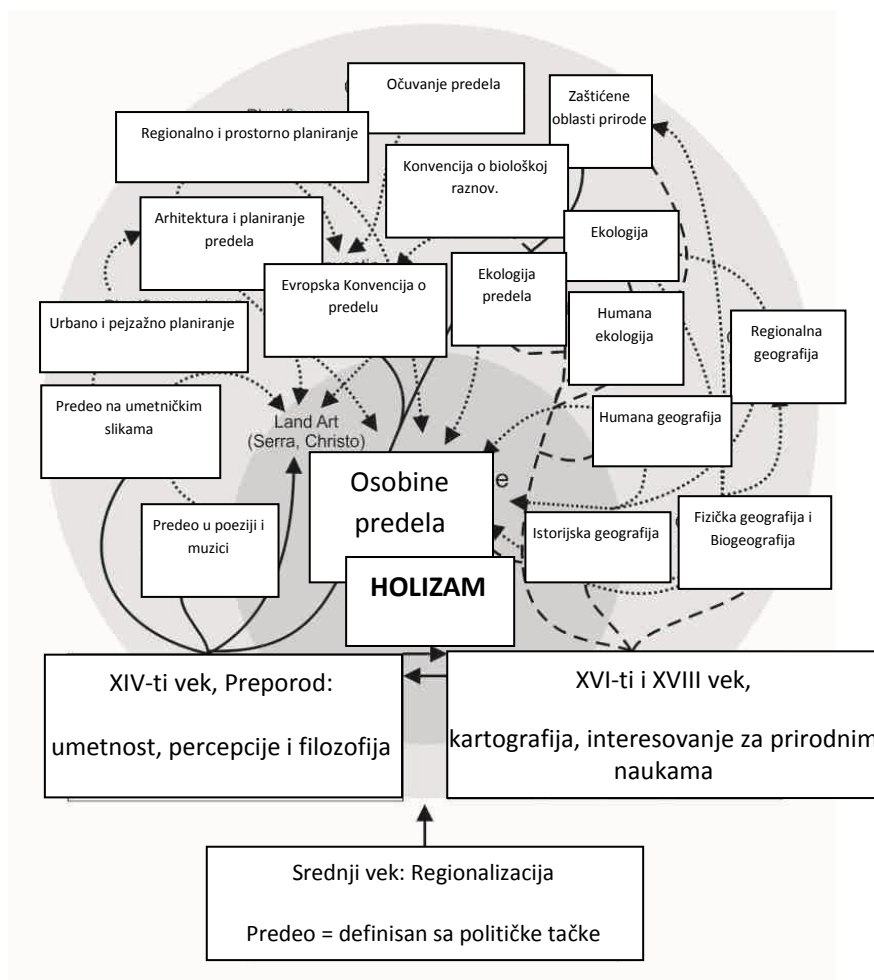 Očuvanje predela
Zaštićene
oblasti prirode
Regionalno i prostorno planiranje
Konvencija o biološkoj
raznov.
Arhitektura i planiranje
predela
Ekologija
Evropska Konvencija o
predelu
Ekologija
predela
Urbano i pejzažno planiranje
Humana
ekologija
Regionalna
geografija
Predeo na umetničkim
slikama
Land Art
(Serra, Christo)
Humana geografija
Osobine
predela
e
Predeo u poeziji i
muzici
Istorijska geografija
Fizička geografija i
Biogeografija
HOLIZAM
XIV-ti vek, Preporod:
umetnost, percepcije i filozofija
XVI-ti i XVIII vek,
kartografija, interesovanje za prirodnim
naukama
Srednji vek: Regionalizacija
Predeo = definisan sa političke tačke